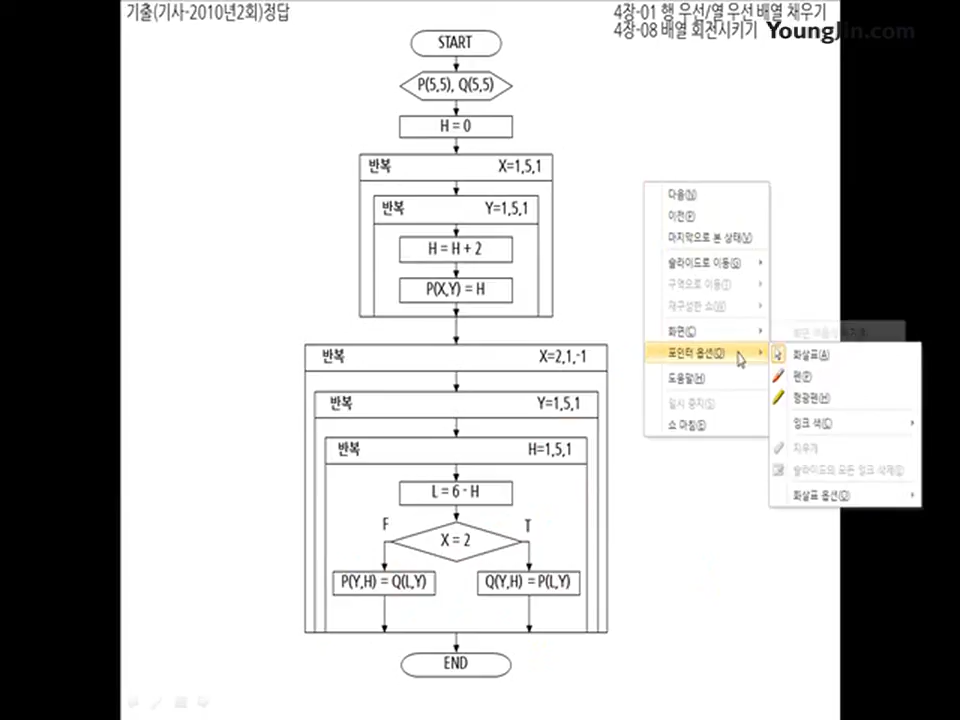 기출(기사-2010년2회)정답
4장-01 행 우선/열 우선 배열 채우기
4장-08 배열 회전시키기
YoungJin.com
START
P(5,5), Q(5,5)
H = 0
반복 X=1,5,1
반복 Y=1,5,1
H = H + 2
P(X,Y) = H
반복 X=2,1,-1
반복 Y=1,5,1
반복 H=1,5,1
L = 6 - H
F
T
X = 2
P(Y,H) = Q(L,Y)
Q(Y,H) = P(L,Y)
END
다음(N)
이전(P)
마지막으로 본 상태(V)
슬라이드로 이동(G)
구역으로 이동(T)
재구성한 쇼(W)
화면(C)
포인터 옵션(O)
도움말(H)
일시 중지(S)
쇼 마침(E)
화살표(A)
펜(P)
형광펜(H)
잉크 색(C)
지우개
슬라이드의 모든 잉크 삭제(E)
화살표 옵션(O)